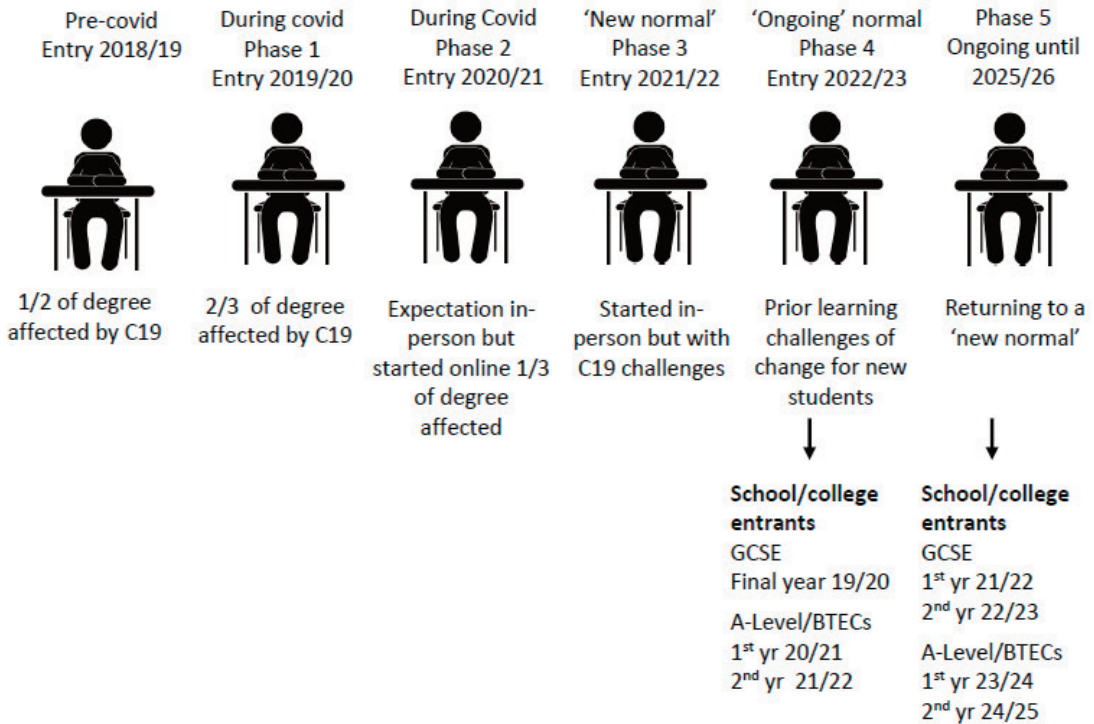 Pre-covid
Entry 2018/19
During covid
Phase 1
Entry 2019/20
During Covid
Phase 2
Entry 2020/21
‘New normal’
Phase 3
Entry 2021/22
‘Ongoing’ normal
Phase 4
Entry 2022/23
Phase 5
Ongoing until
2025/26
1/2 of degree
affected by C19
2/3 of degree
affected by C19
Expectation in-
person but
started online 1/3
of degree
affected
Started in-
person but with
C19 challenges
Prior learning
challenges of
change for new
students
Returning to a
‘new normal’
School/college
entrants
GCSE
Final year 19/20
A-Level/BTECs
1st yr 20/21
2nd yr 21/22
School/college
entrants
GCSE
1st yr 21/22
2nd yr 22/23
A-Level/BTECs
1st yr 23/24
2nd yr 24/25